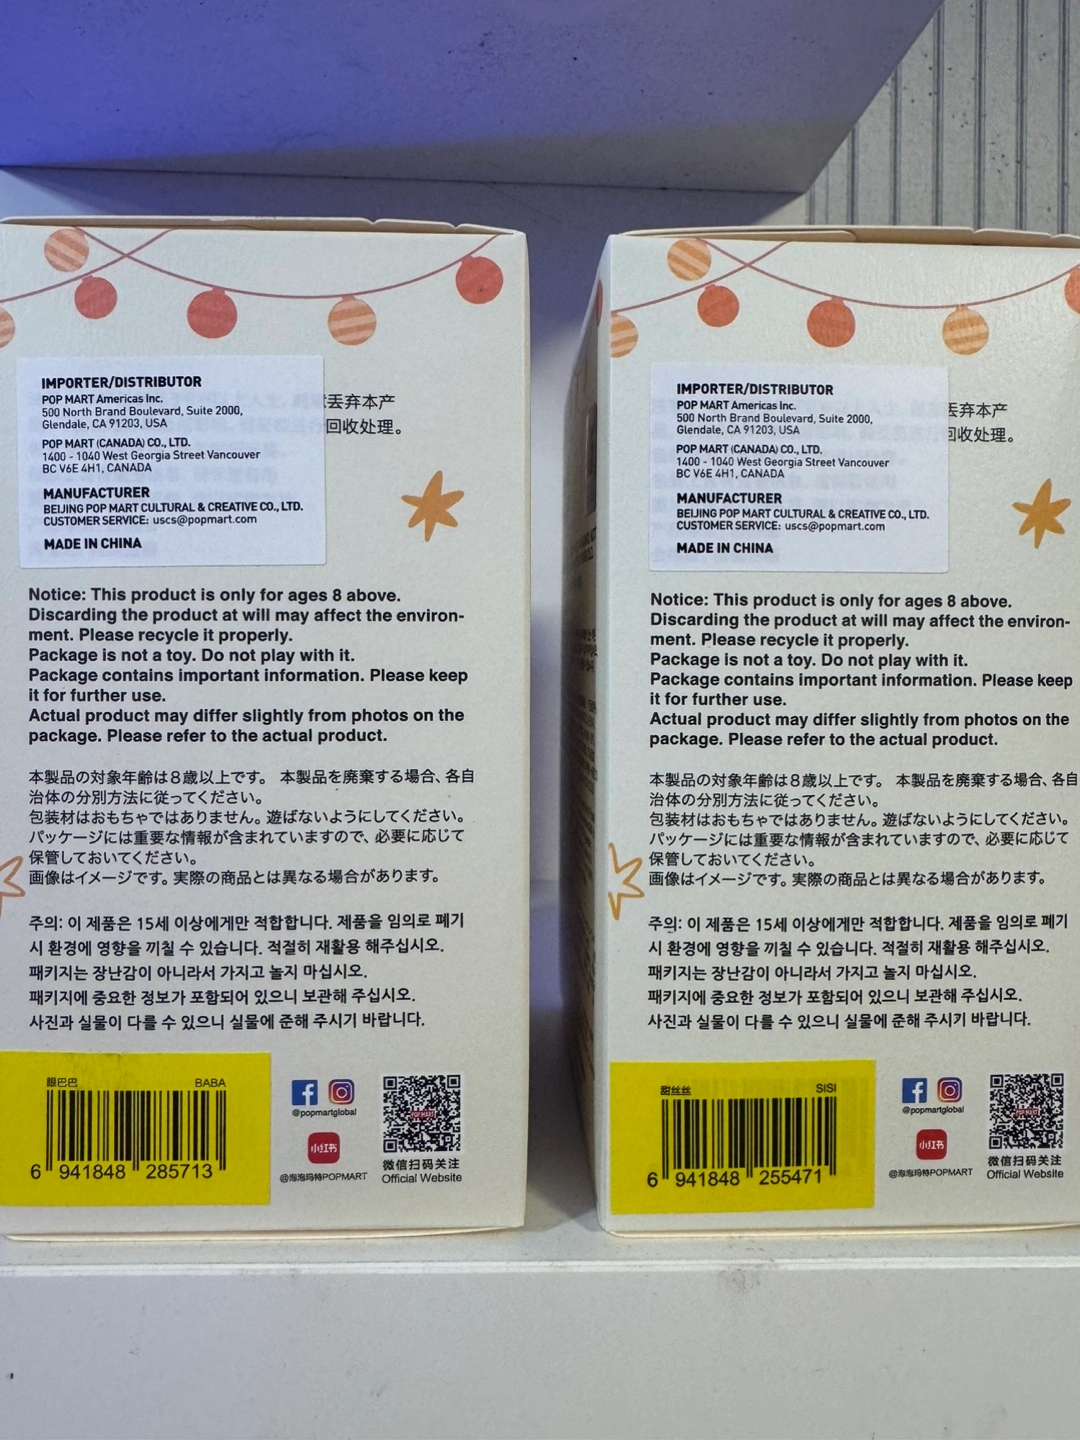 IMPORTER/DISTRIBUTOR
POP MART Americas Inc.
500 North Brand Boulevard, Suite 2000,
Glendale, CA 91203, USA
POP MART (CANADA) CO., LTD.
1400 - 1040 West Georgia Street Vancouver
BC V6E 4H1, CANADA
MANUFACTURER
BEIJING POP MART CULTURAL & CREATIVE CO., LTD.
CUSTOMER SERVICE: uscs@popmart.com
MADE IN CHINA
丢弃本产
回收处理。
Notice: This product is only for ages 8 above.
Discarding the product at will may affect the environ-
ment. Please recycle it properly.
Package is not a toy. Do not play with it.
Package contains important information. Please keep
it for further use.
Actual product may differ slightly from photos on the
package. Please refer to the actual product.
本製品の対象年齢は8歳以上です。 本製品を廃棄する場合、各自
治体の分別方法に従ってください。
包装材はおもちゃではありません。遊ばないようにしてください。
パッケージには重要な情報が含まれていますので、必要に応じて
保管しておいてください。
画像はイメージです。実際の商品とは異なる場合があります。
주의: 이 제품은 15세 이상에게만 적합합니다. 제품을 임의로 폐기
시 환경에 영향을 끼칠 수 있습니다. 적절히 재활용 해주십시오.
패키지는 장난감이 아니라서 가지고 놀지 마십시오.
패키지에 중요한 정보가 포함되어 있으니 보관해 주십시오.
사진과 실물이 다를 수 있으니 실물에 준해 주시기 바랍니다.
眼巴巴 BABA
6 941848 285713
@popmartglobal
小红书
@泡泡玛特POPMART
POP MART
微信扫码关注
Official Website
IMPORTER/DISTRIBUTOR
POP MART Americas Inc.
500 North Brand Boulevard, Suite 2000,
Glendale, CA 91203, USA
POP MART (CANADA) CO., LTD.
1400 - 1040 West Georgia Street Vancouver
BC V6E 4H1, CANADA
MANUFACTURER
BEIJING POP MART CULTURAL & CREATIVE CO., LTD.
CUSTOMER SERVICE: uscs@popmart.com
MADE IN CHINA
丢弃本产
回收处理。
Notice: This product is only for ages 8 above.
Discarding the product at will may affect the environ-
ment. Please recycle it properly.
Package is not a toy. Do not play with it.
Package contains important information. Please keep
it for further use.
Actual product may differ slightly from photos on the
package. Please refer to the actual product.
本製品の対象年齢は8歳以上です。 本製品を廃棄する場合、各自
治体の分別方法に従ってください。
包装材はおもちゃではありません。遊ばないようにしてください。
パッケージには重要な情報が含まれていますので、必要に応じて
保管しておいてください。
画像はイメージです。実際の商品とは異なる場合があります。
주의: 이 제품은 15세 이상에게만 적합합니다. 제품을 임의로 폐기
시 환경에 영향을 끼칠 수 있습니다. 적절히 재활용 해주십시오.
패키지는 장난감이 아니라서 가지고 놀지 마십시오.
패키지에 중요한 정보가 포함되어 있으니 보관해 주십시오.
사진과 실물이 다를 수 있으니 실물에 준해 주시기 바랍니다.
甜丝丝 SISI
6 941848 255471
@popmartglobal
小红书
@泡泡玛特POPMART
POP MART
微信扫码关注
Official Website